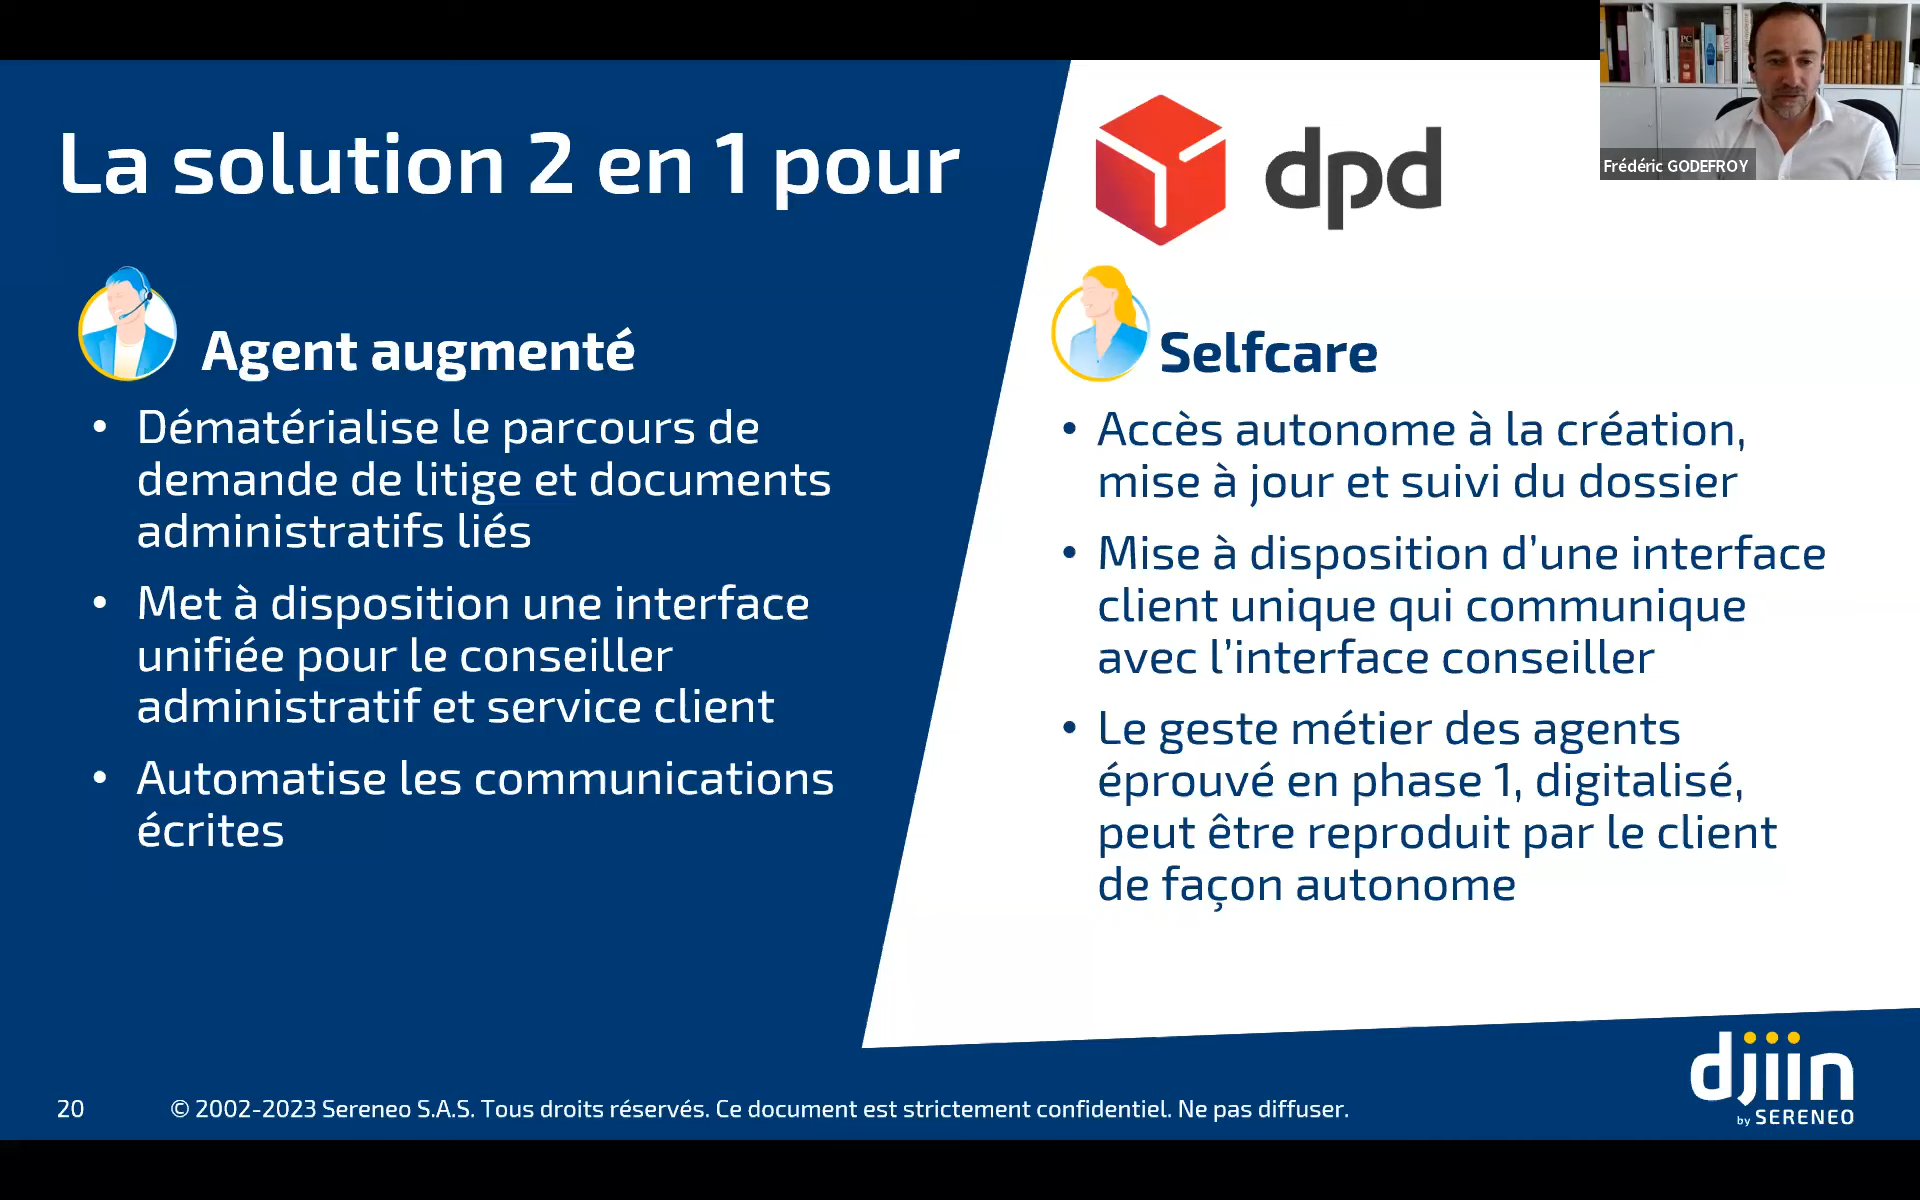 La solution 2 en 1 pour
dpd
Frédéric GODEFROY
PC
Agent augmenté
• Dématérialise le parcours de
demande de litige et documents
administratifs liés
• Met à disposition une interface
unifiée pour le conseiller
administratif et service client
• Automatise les communications
écrites
Selfcare
• Accès autonome à la création,
mise à jour et suivi du dossier
• Mise à disposition d’une interface
client unique qui communique
avec l’interface conseiller
• Le geste métier des agents
éprouvé en phase 1, digitalisé,
peut être reproduit par le client
de façon autonome
20
© 2002-2023 Sereneo S.A.S. Tous droits réservés. Ce document est strictement confidentiel. Ne pas diffuser.
djiin
by SERENEO